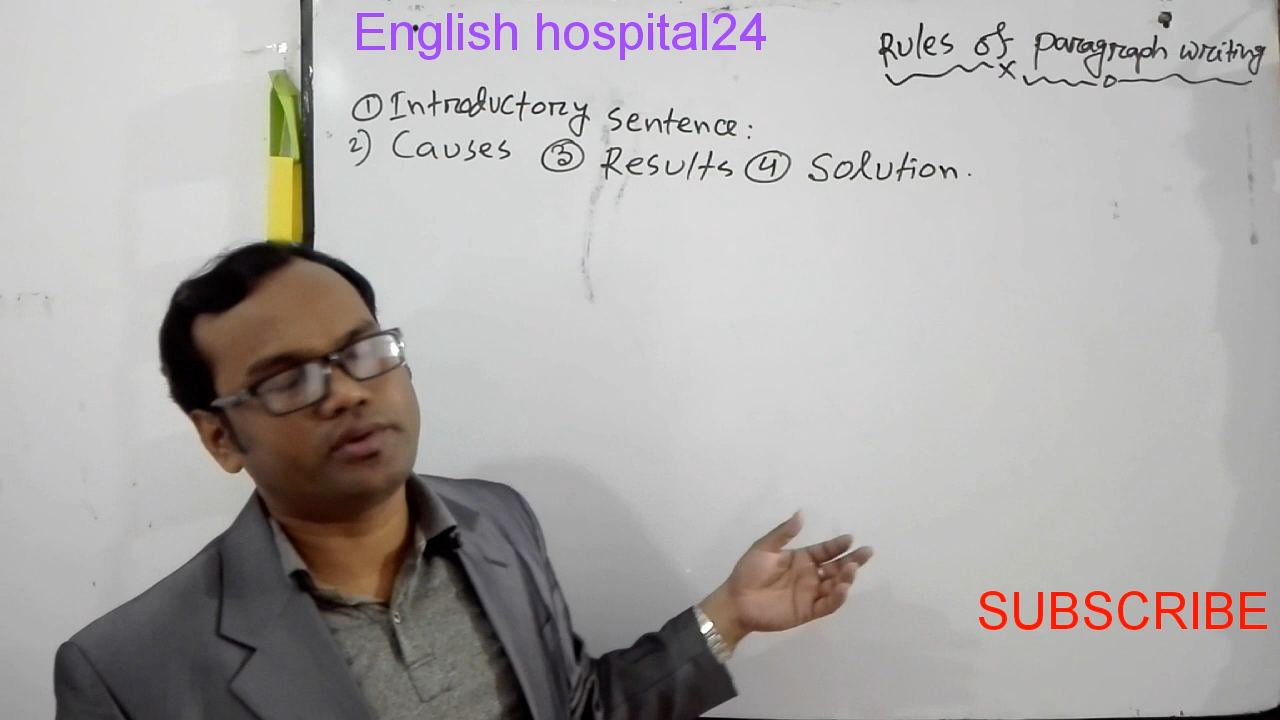 English hospital24
Rules of paragraph writing
① Introductory sentence:
2) Causes ③ Results ④ Solution.
SUBSCRIBE